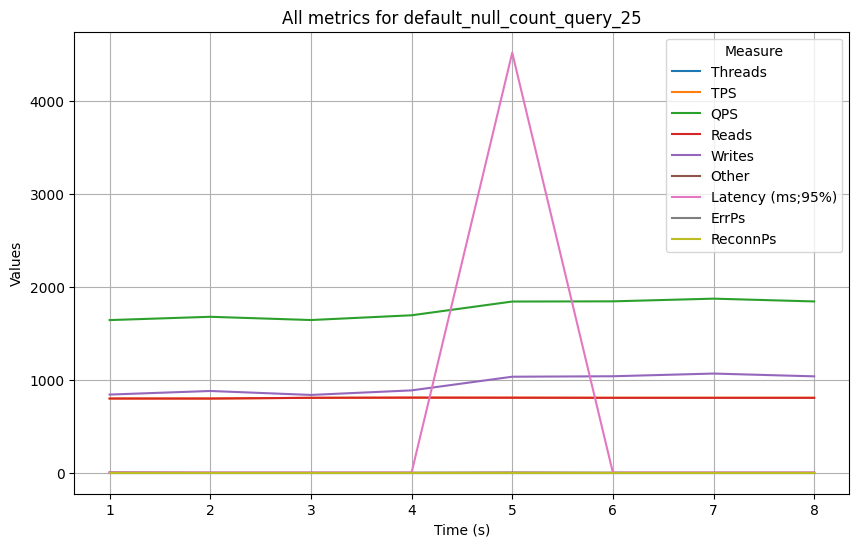 All metrics for default_null_count_query_25
Measure
Threads
TPS
QPS
Reads
Writes
Other
Latency (ms;95%)
ErrPs
ReconnPs
Values
4000
3000
2000
1000
0
1 2 3 4 5 6 7 8
Time (s)